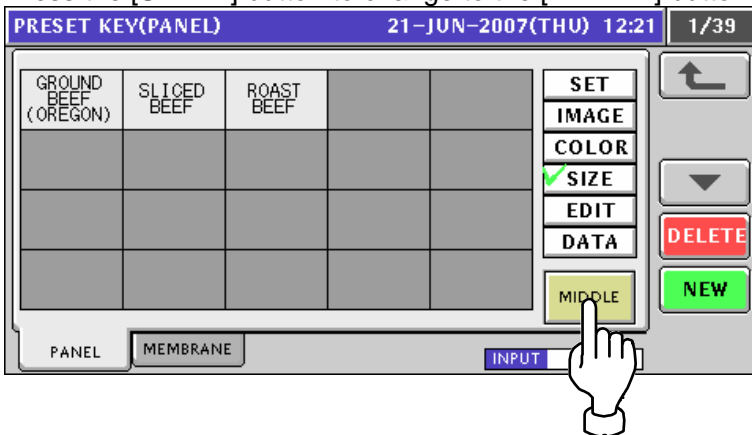 PRESET KEY(PANEL) 21-JUN-2007(THU) 12:21 1/39
GROUND
BEEF
(OREGON)
SLICED
BEEF
ROAST
BEEF
SET
IMAGE
COLOR
SIZE
EDIT
DATA
MIDDLE
DELETE
NEW
PANEL
MEMBRANE
INPUT